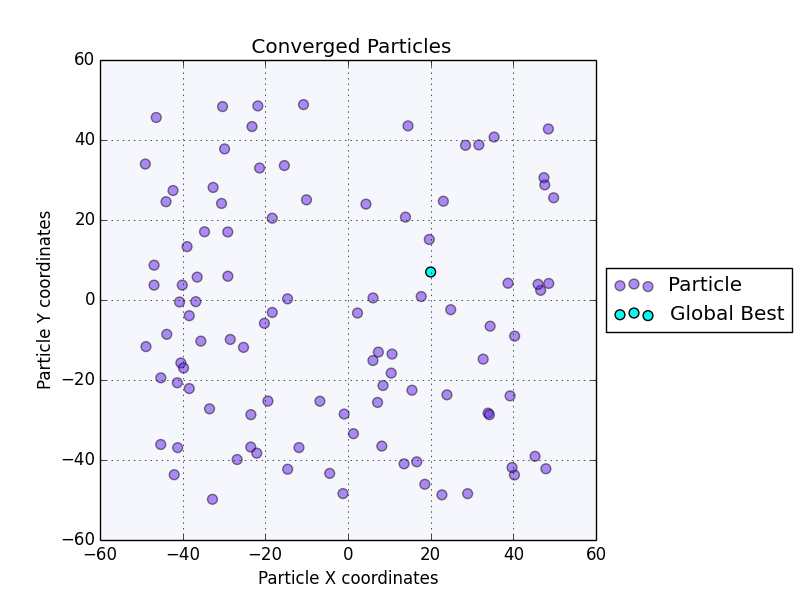 Converged Particles
60
40
20
0
−20
−40
−60
−60
−40
−20
0
20
40
60
Particle Y coordinates
Particle X coordinates
Particle
Global Best